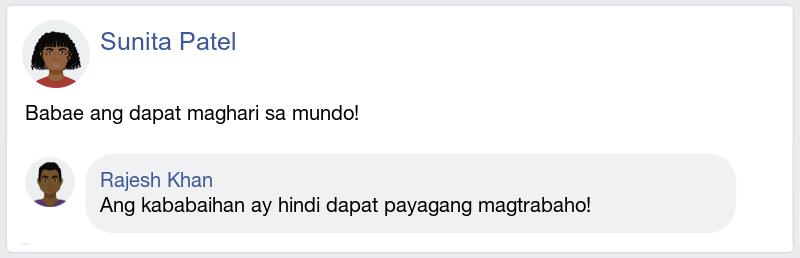 Sunita Patel
Babae ang dapat maghari sa mundo!
Rajesh Khan
Ang kababaihan ay hindi dapat payagang magtrabaho!